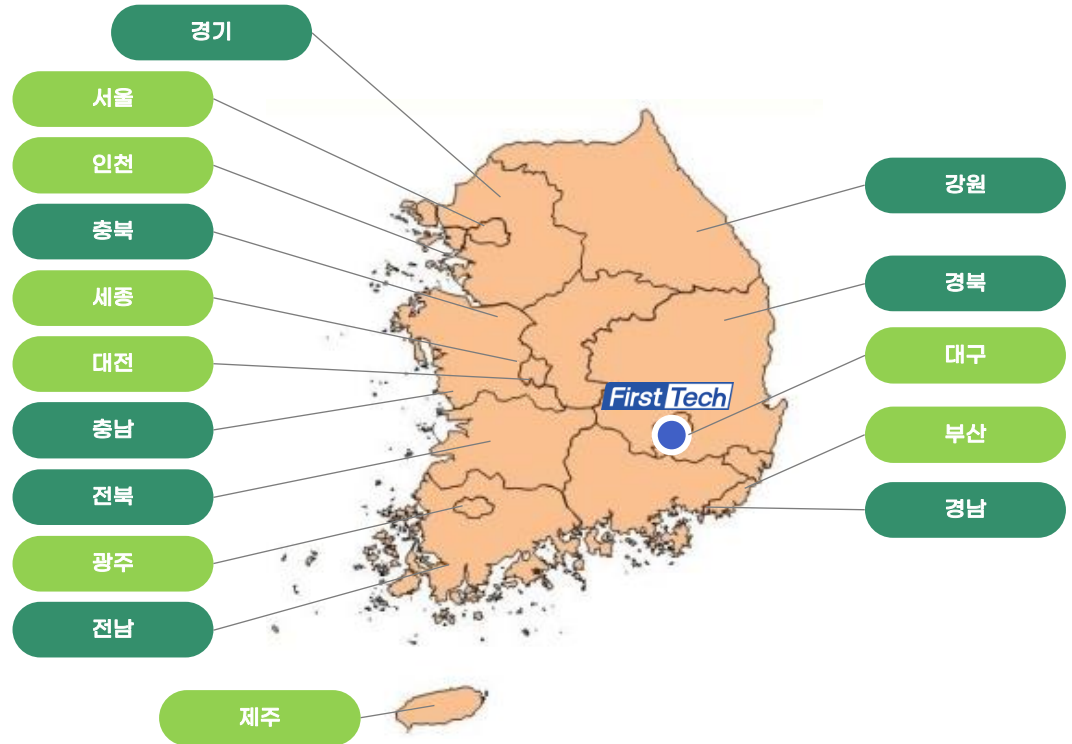 경기
서울
인천
충북
세종
대전
충남
전북
광주
전남
제주
강원
경북
대구
부산
경남
First Tech